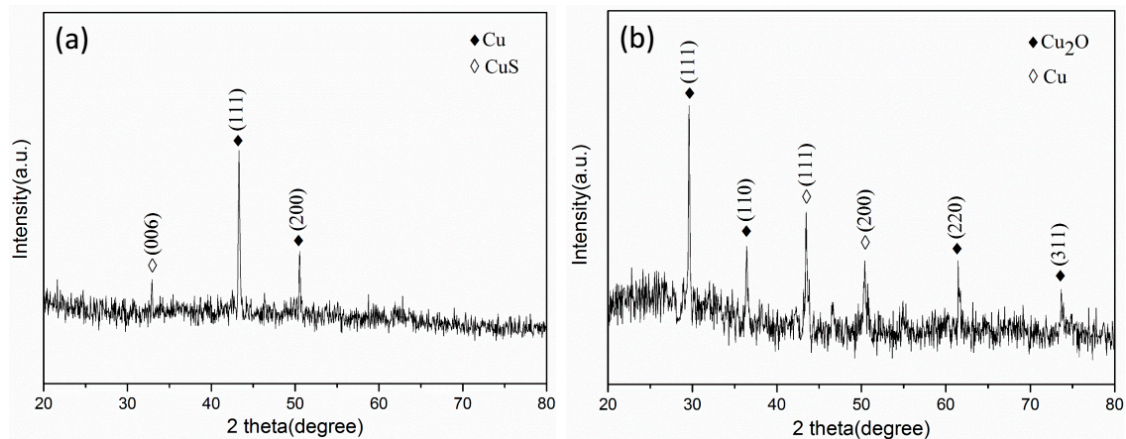 (a)
◆ Cu
◇ CuS
◇ (006)
◆ (111)
◆ (200)
Intensity(a.u.)
20 30 40 50 60 70 80
2 theta(degree)
(b)
◆ Cu2O
◇ Cu
◆ (111)
◆ (110)
◇ (111)
◇ (200)
◆ (220)
◆ (311)
Intensity(a.u.)
20 30 40 50 60 70 80
2 theta(degree)